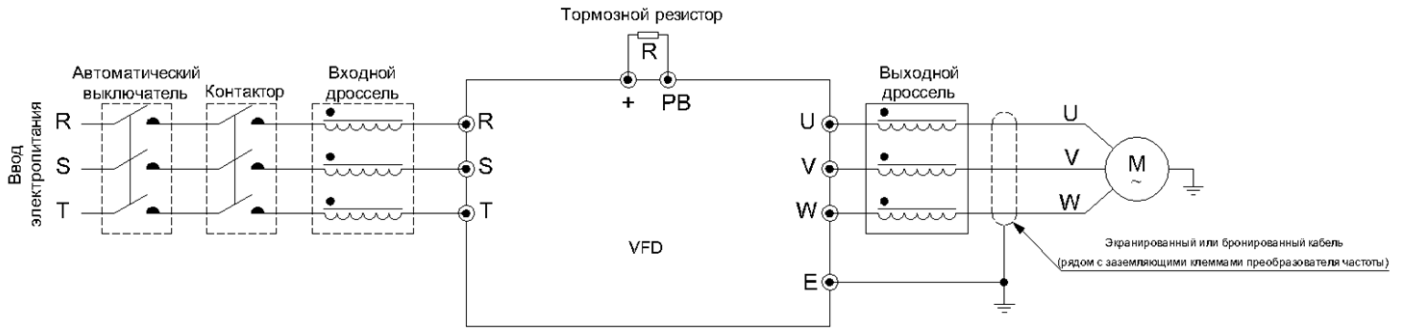 Тормозной резистор
R
Автоматический
выключатель
Контактор
Входной
дроссель
+ PB
Выходной
дроссель
Ввод
электропитания
R
S
T
R
S
T
U
V
W
U
V
W
M
~
VFD
E
Экранированный или бронированный кабель
(рядом с заземляющими клеммами преобразователя частоты)